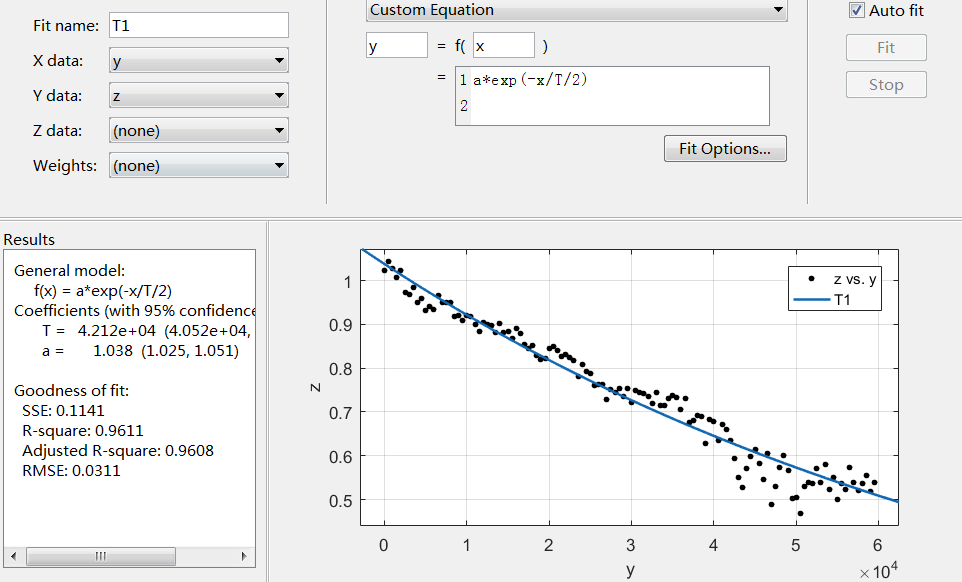 Fit name: T1
X data: y
Y data: z
Z data: (none)
Weights: (none)
Custom Equation
y = f( x )
= 1 a*exp(-x/T/2)
2
Fit Options...
Auto fit
Fit
Stop
Results
General model:
f(x) = a*exp(-x/T/2)
Coefficients (with 95% confidence
T = 4.212e+04 (4.052e+04,
a = 1.038 (1.025, 1.051)
Goodness of fit:
SSE: 0.1141
R-square: 0.9611
Adjusted R-square: 0.9608
RMSE: 0.0311
z vs. y
T1
1
0.9
0.8
0.7
0.6
0.5
z
0 1 2 3 4 5 6
y
×10⁴